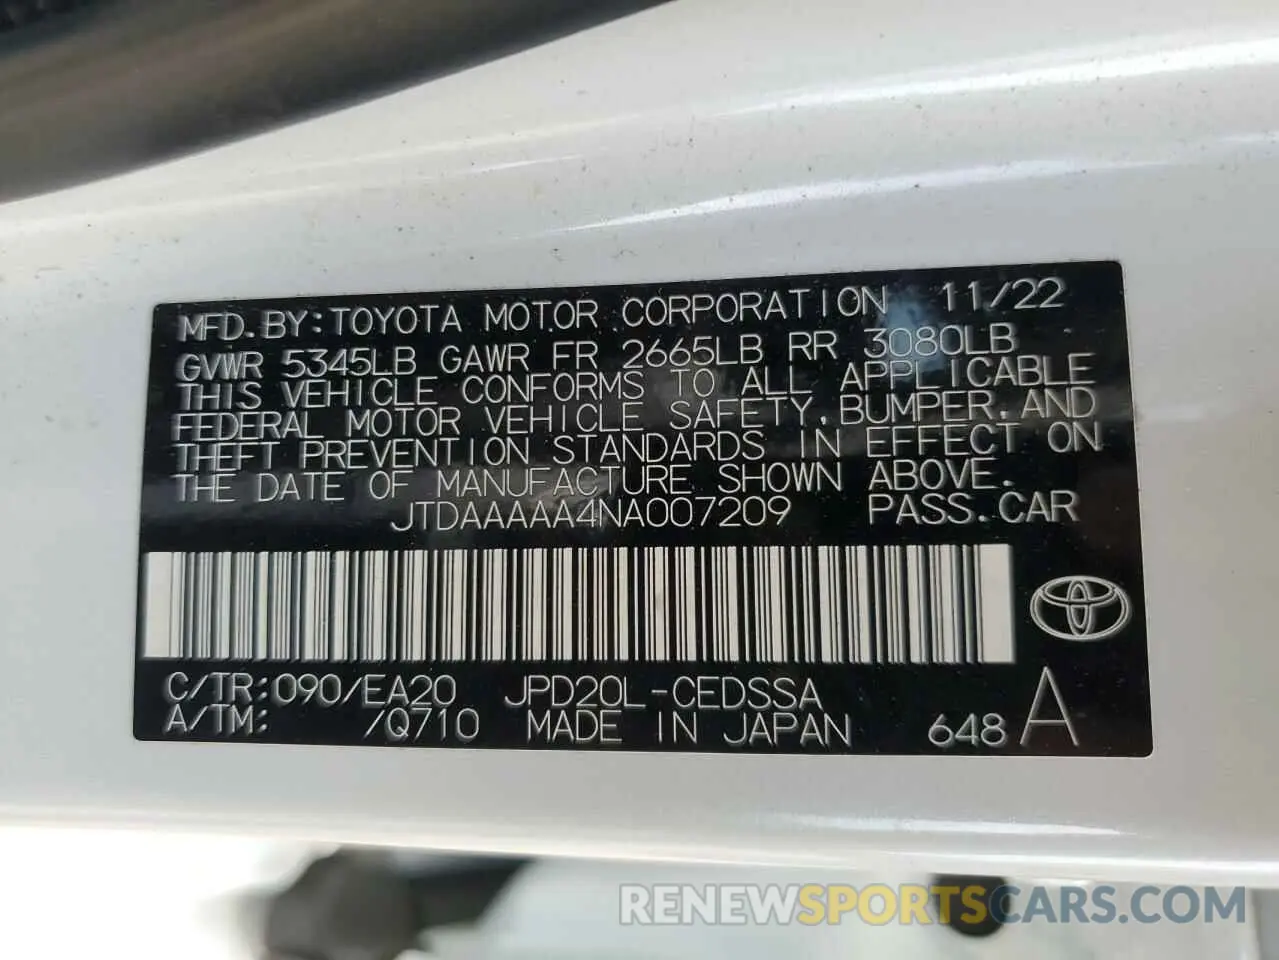 MFD.BY:TOYOTA MOTOR CORPORATION 11/22
GVWR 5345LB GAWR FR 2665LB RR 3080LB
THIS VEHICLE CONFORMS TO ALL APPLICABLE
FEDERAL MOTOR VEHICLE SAFETY,BUMPER,AND
THEFT PREVENTION STANDARDS IN EFFECT ON
THE DATE OF MANUFACTURE SHOWN ABOVE.
JTDAAAAA4NA007209 PASS.CAR
C/TR:090/EA20 JPD20L-CEDSSA
A/TM: /Q710 MADE IN JAPAN 648 A
RENEWSPORTSCARS.COM